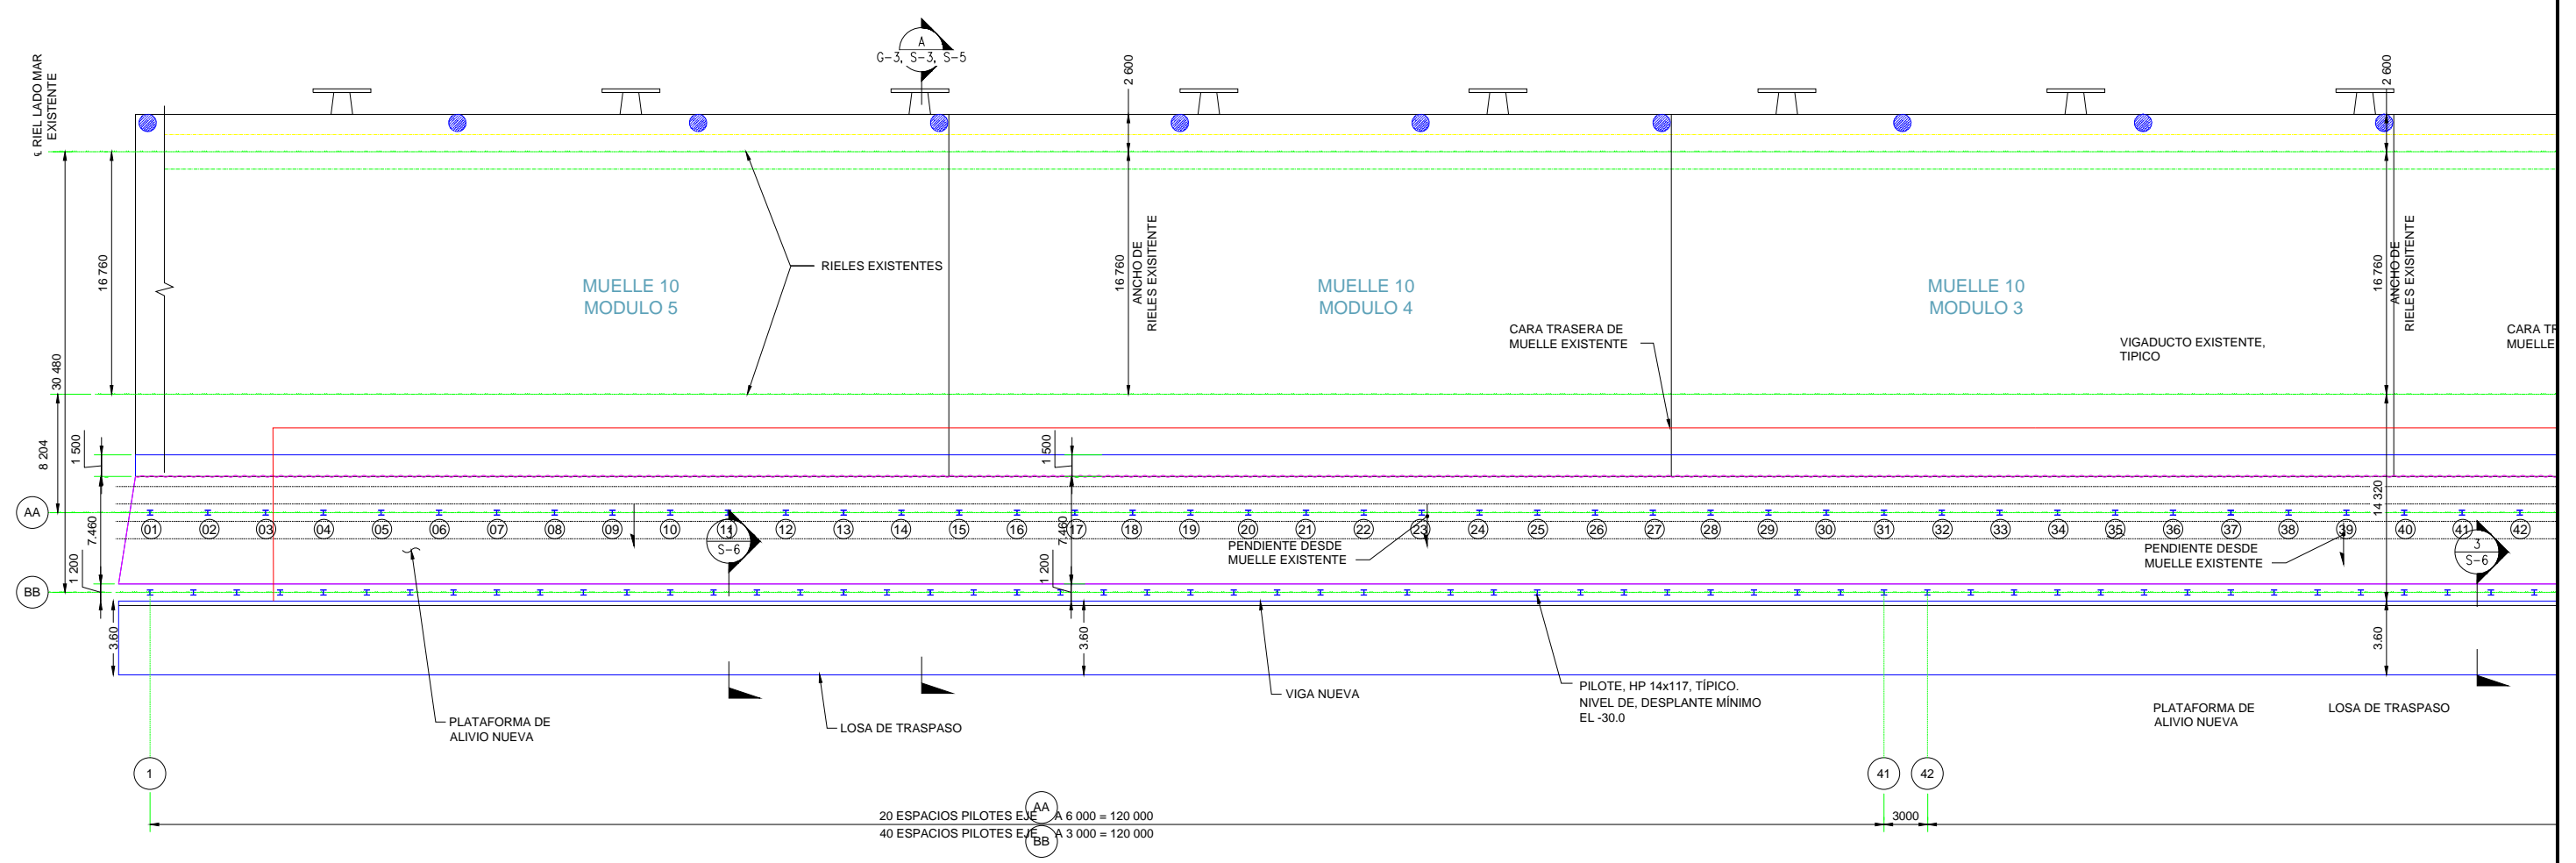 A
G-3, S-3, S-5
℄ RIEL LADO MAR
EXISTENTE
2 600
2 600
16 760
30 480
8 204
1 500
7.460
1 200
3.60
RIELES EXISTENTES
MUELLE 10
MODULO 5
16 760
ANCHO DE
RIELES EXISITENTE
MUELLE 10
MODULO 4
CARA TRASERA DE
MUELLE EXISTENTE
MUELLE 10
MODULO 3
VIGADUCTO EXISTENTE,
TIPICO
16 760
ANCHO DE
RIELES EXISITENTE
CARA TR
MUELLE
1 500
7.460
1 200
3.60
14 320
3.60
AA
01 02 03 04 05 06 07 08 09 10 11 12 13 14 15 16 17 18 19 20 21 22 23 24 25 26 27 28 29 30 31 32 33 34 35 36 37 38 39 40 41 42
3
S-6
PENDIENTE DESDE
MUELLE EXISTENTE
PENDIENTE DESDE
MUELLE EXISTENTE
3
S-6
BB
PLATAFORMA DE
ALIVIO NUEVA
LOSA DE TRASPASO
VIGA NUEVA
PILOTE, HP 14x117, TÍPICO.
NIVEL DE, DESPLANTE MÍNIMO
EL -30.0
PLATAFORMA DE
ALIVIO NUEVA
LOSA DE TRASPASO
1
41
42
20 ESPACIOS PILOTES EJE AA A 6 000 = 120 000
3000
40 ESPACIOS PILOTES EJE BB A 3 000 = 120 000